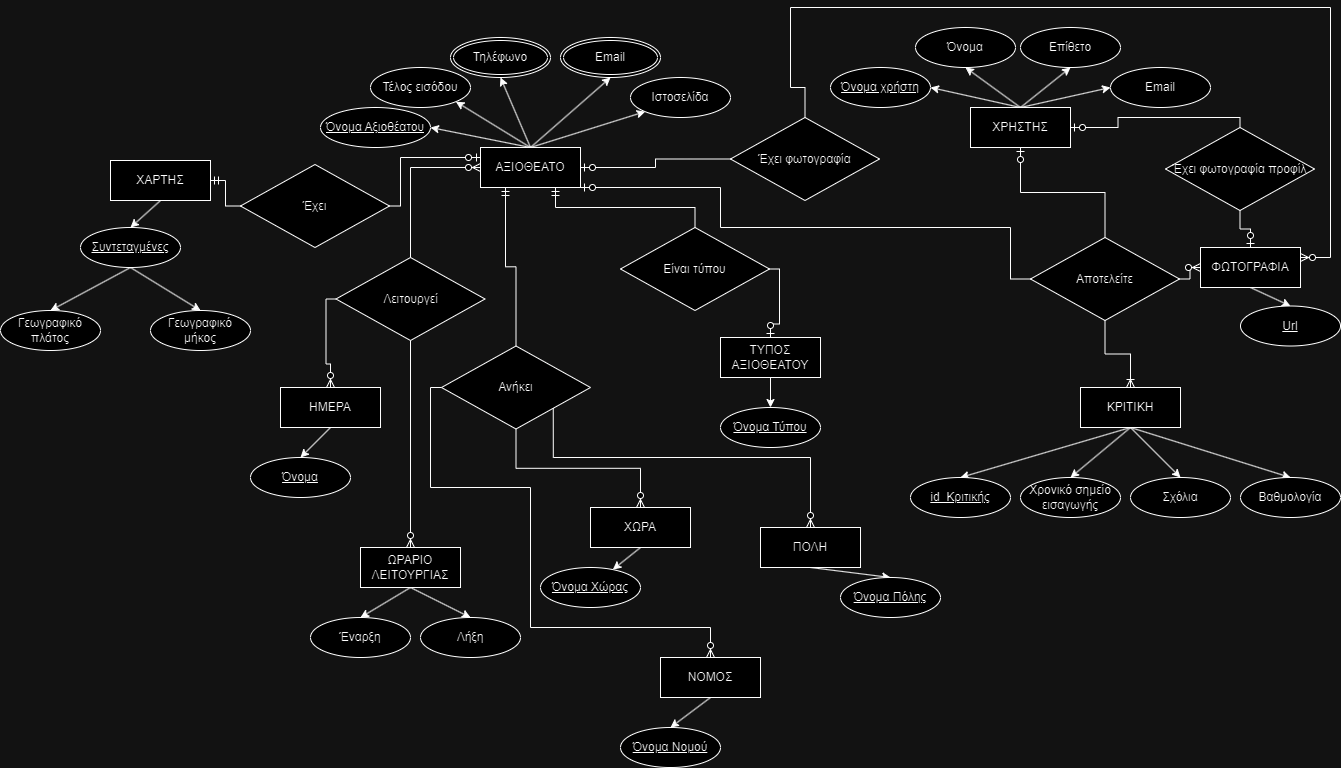 Όνομα
Επίθετο
Τηλέφωνο
Email
Τέλος εισόδου
Ιστοσελίδα
Όνομα χρήστη
Email
Όνομα Αξιοθέατου
ΧΡΗΣΤΗΣ
ΑΞΙΟΘΕΑΤΟ
Έχει φωτογραφία
Έχει φωτογραφία προφίλ
ΧΑΡΤΗΣ
Έχει
Συντεταγμένες
Είναι τύπου
Αποτελείτε
ΦΩΤΟΓΡΑΦΙΑ
Λειτουργεί
Url
Γεωγραφικό
πλάτος
Γεωγραφικό
μήκος
ΤΥΠΟΣ
ΑΞΙΟΘΕΑΤΟΥ
Ανήκει
ΗΜΕΡΑ
ΚΡΙΤΙΚΗ
Όνομα Τύπου
Όνομα
id_Κριτικής
Χρονικό σημείο
εισαγωγής
Σχόλια
Βαθμολογία
ΧΩΡΑ
ΠΟΛΗ
ΩΡΑΡΙΟ
ΛΕΙΤΟΥΡΓΙΑΣ
Όνομα Χώρας
Όνομα Πόλης
Έναρξη
Λήξη
ΝΟΜΟΣ
Όνομα Νομού